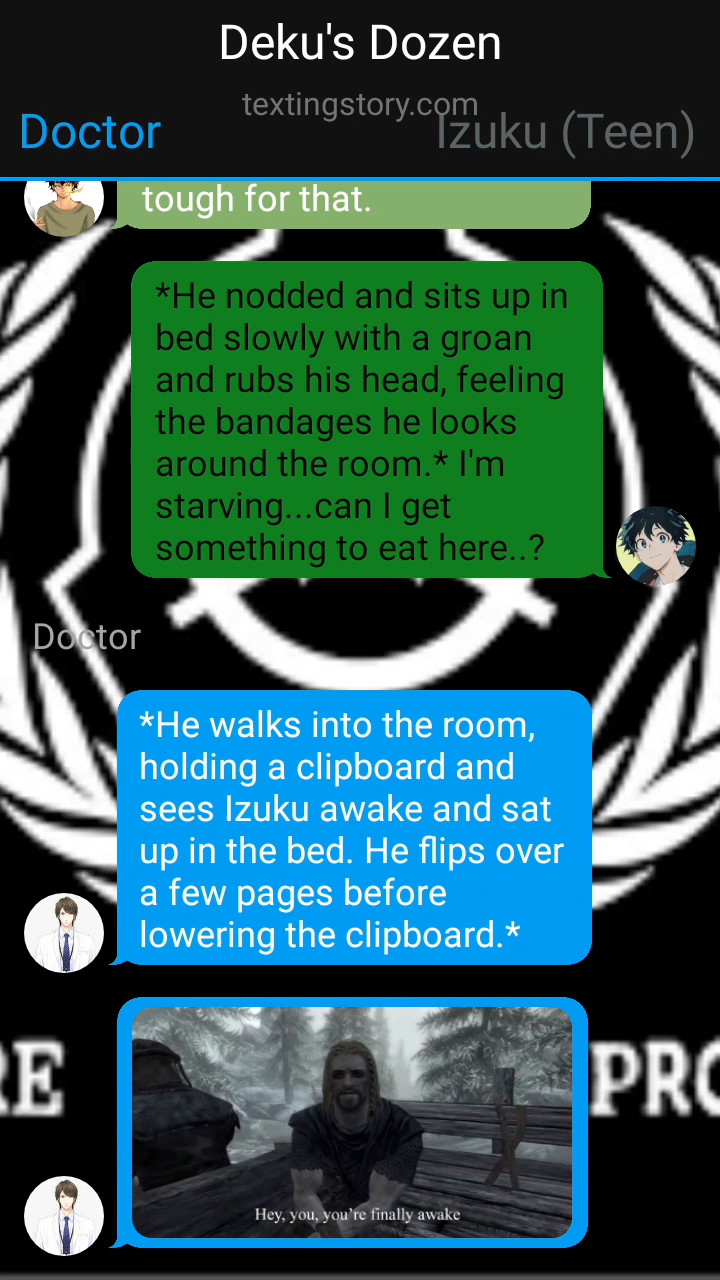 Deku's Dozen
textingstory.com
Doctor
Izuku (Teen)
tough for that.
*He nodded and sits up in
bed slowly with a groan
and rubs his head, feeling
the bandages he looks
around the room.* I'm
starving...can I get
something to eat here..?
Doctor
*He walks into the room,
holding a clipboard and
sees Izuku awake and sat
up in the bed. He flips over
a few pages before
lowering the clipboard.*
RE
PRO
Hey, you, you're finally awake